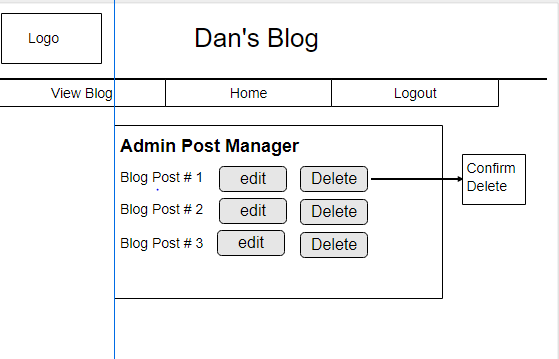 Logo
Dan's Blog
View Blog Home Logout
Admin Post Manager
Blog Post # 1 edit Delete
Confirm
Delete
Blog Post # 2 edit Delete
Blog Post # 3 edit Delete